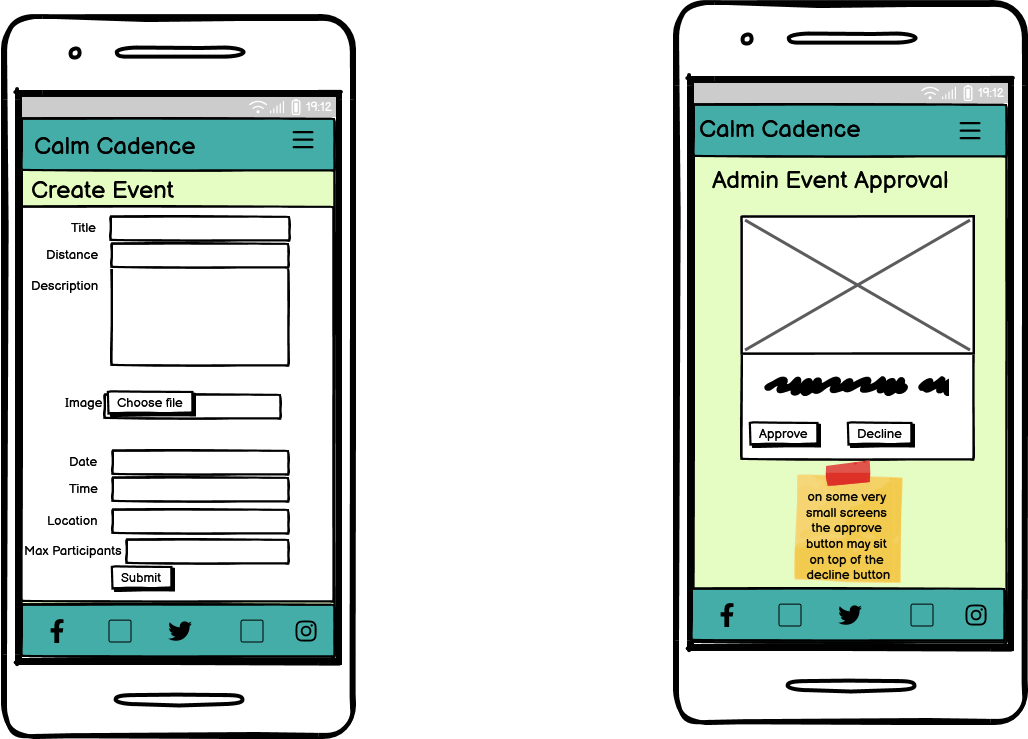 19:12
Calm Cadence
Create Event
Title
Distance
Description
Image
Choose file
Date
Time
Location
Max Participants
Submit
19:12
Calm Cadence
Admin Event Approval
Approve
Decline
on some very
small screens
the approve
button may sit
on top of the
decline button